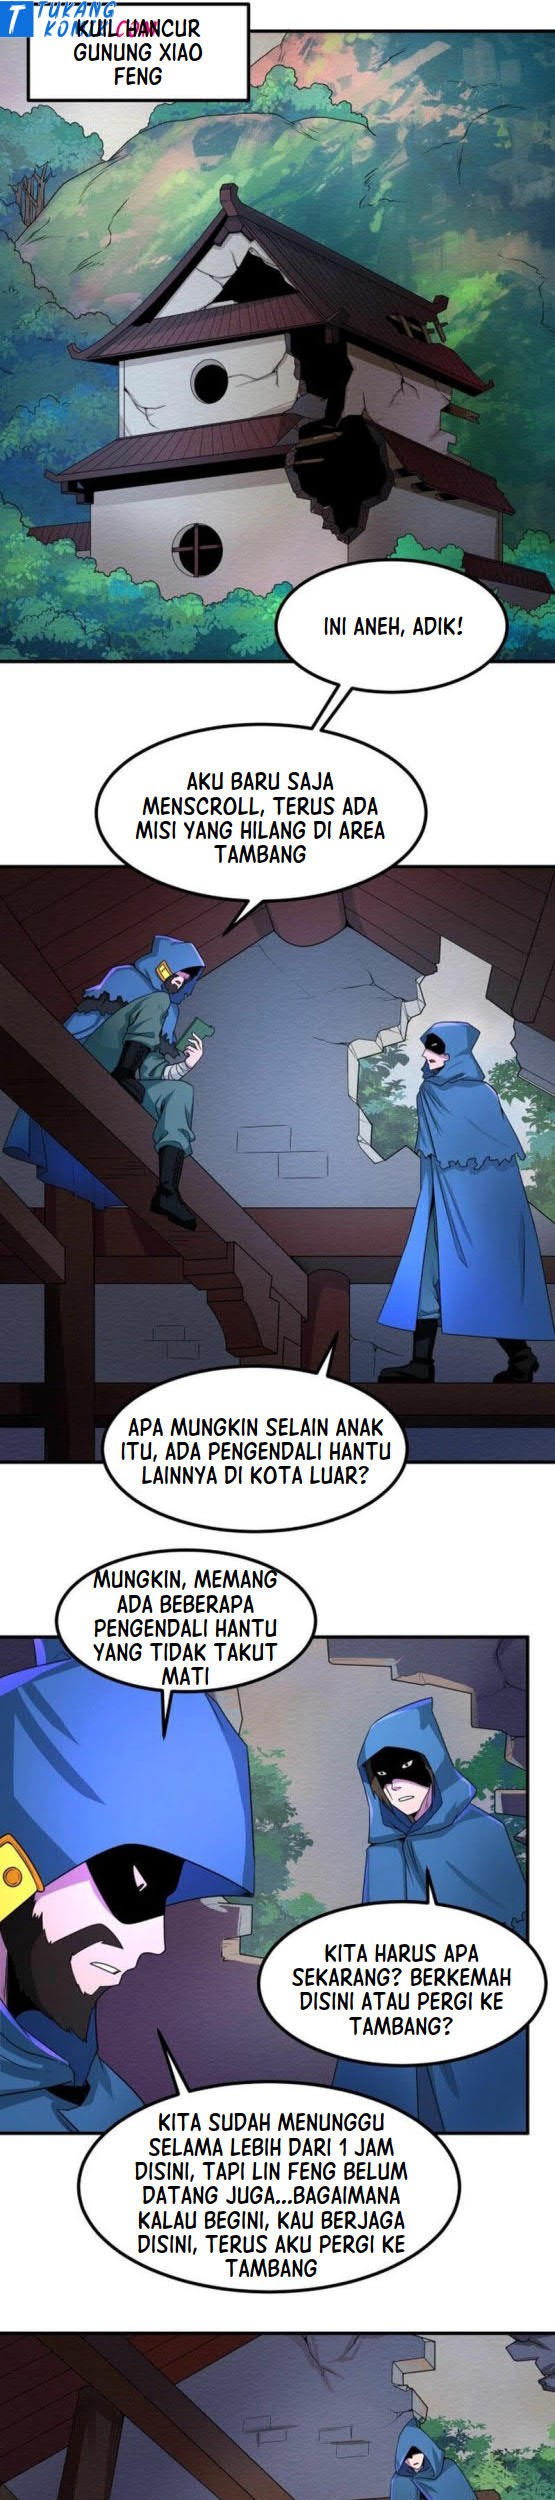 TUKANG
KOMIK.COM
KUIL HANCUR
GUNUNG XIAO
FENG
INI ANEH, ADIK!
AKU BARU SAJA
MENSCROLL, TERUS ADA
MISI YANG HILANG DI AREA
TAMBANG
APA MUNGKIN SELAIN ANAK
ITU, ADA PENGENDALI HANTU
LAINNYA DI KOTA LUAR?
MUNGKIN, MEMANG
ADA BEBERAPA
PENGENDALI HANTU
YANG TIDAK TAKUT
MATI
KITA HARUS APA
SEKARANG? BERKEMAH
DISINI ATAU PERGI KE
TAMBANG?
KITA SUDAH MENUNGGU
SELAMA LEBIH DARI 1 JAM
DISINI, TAPI LIN FENG BELUM
DATANG JUGA...BAGAIMANA
KALAU BEGINI, KAU BERJAGA
DISINI, TERUS AKU PERGI KE
TAMBANG